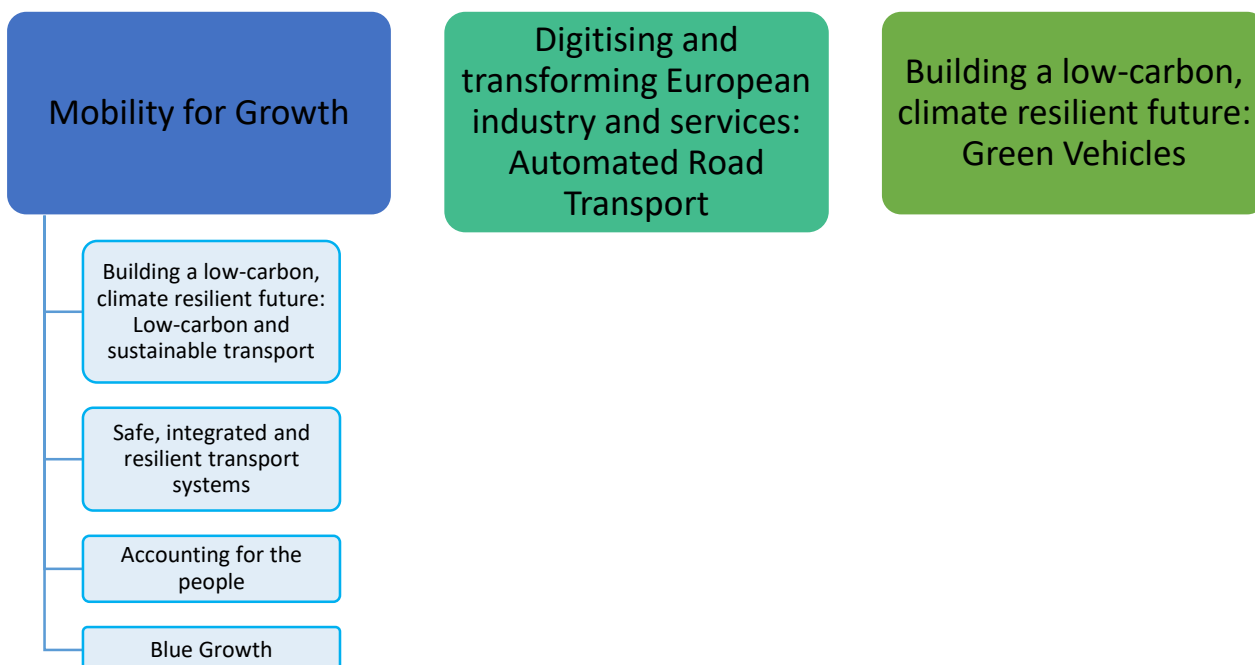 Mobility for Growth
Building a low-carbon,
climate resilient future:
Low-carbon and
sustainable transport
Safe, integrated and
resilient transport
systems
Accounting for the
people
Blue Growth
Digitising and
transforming European
industry and services:
Automated Road
Transport
Building a low-carbon,
climate resilient future:
Green Vehicles